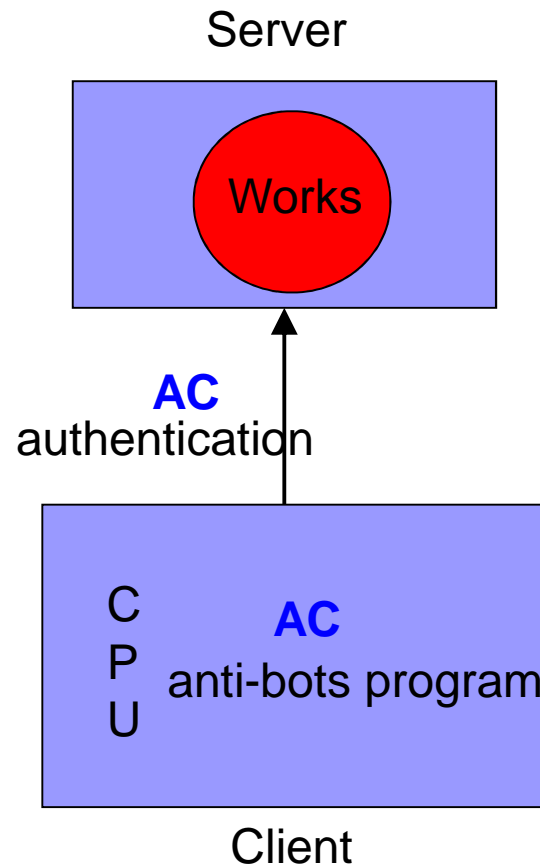 Server
Works
AC
authentication
C
P
U
AC
anti-bots program
Client